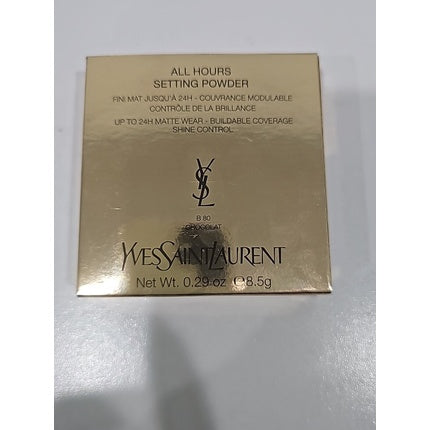 ALL HOURS
SETTING POWDER
FINI MAT JUSQU'À 24H - COUVRANCE MODULABLE
CONTRÔLE DE LA BRILLANCE
UP TO 24H MATTE WEAR - BUILDABLE COVERAGE
SHINE CONTROL
YSL
B 80
CHOCOLAT
YVESSAINTLAURENT
Net Wt. 0.29 oz ℮8.5g